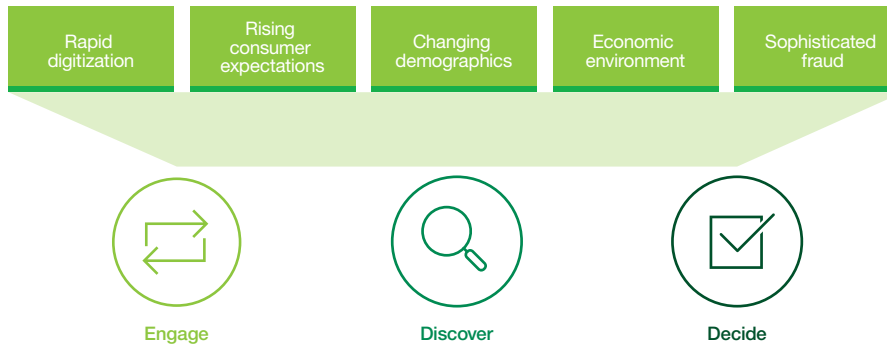 Rapid
digitization
Rising
consumer
expectations
Changing
demographics
Economic
environment
Sophisticated
fraud
Engage
Discover
Decide